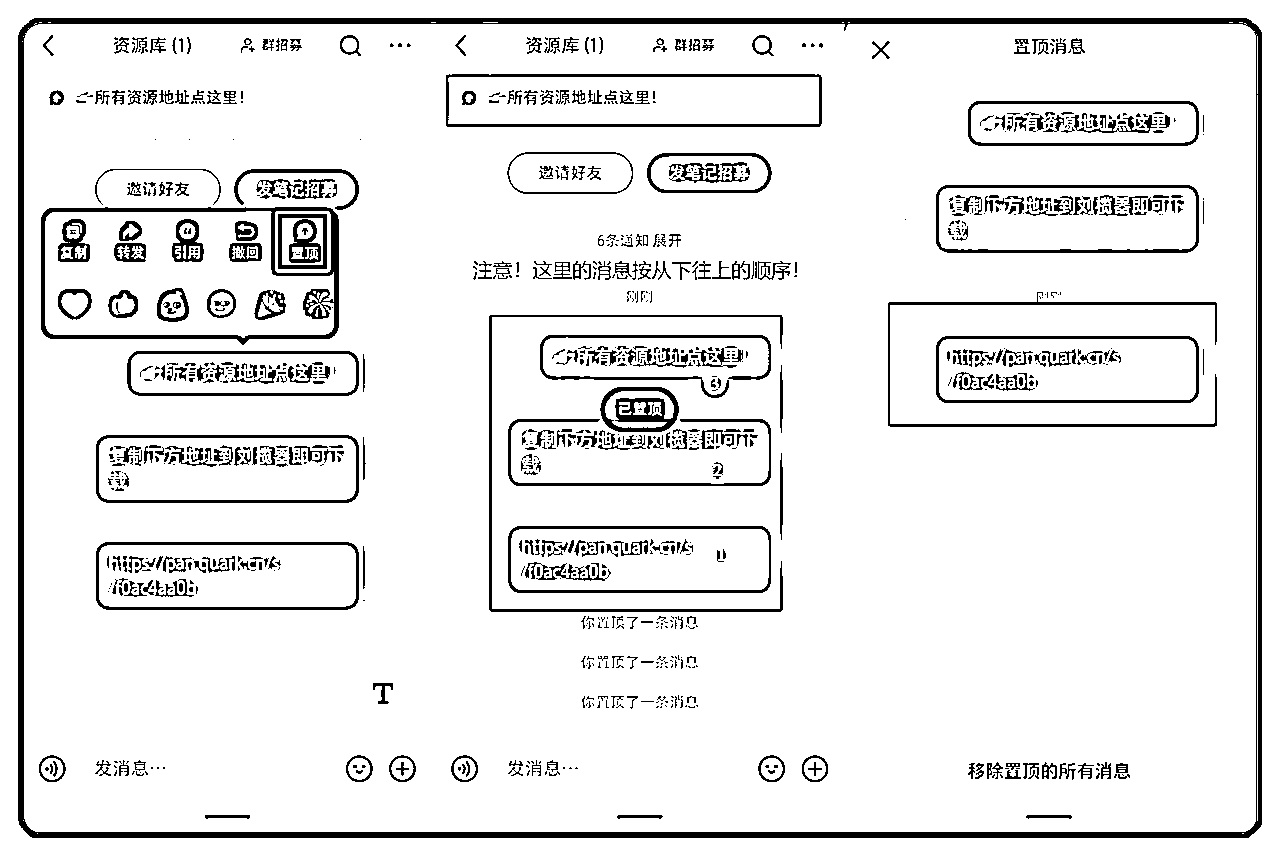 资源库 (1)
群招募
所有资源地址点这里!
邀请好友
发笔记招募
复制
转发
引用
撤回
置顶
所有资源地址点这里!
复制下方地址到浏览器即可下
载
https://pan.quark.cn/s
/f0ac4aa0b
T
发消息…
资源库 (1)
群招募
所有资源地址点这里!
邀请好友
发笔记招募
6条通知 展开
注意!这里的消息按从下往上的顺序!
刚刚
所有资源地址点这里!
3
已置顶
复制下方地址到浏览器即可下
载
2
https://pan.quark.cn/s
/f0ac4aa0b
1
你置顶了一条消息
你置顶了一条消息
你置顶了一条消息
发消息…
置顶消息
所有资源地址点这里!
复制下方地址到浏览器即可下
载
刚刚
https://pan.quark.cn/s
/f0ac4aa0b
移除置顶的所有消息